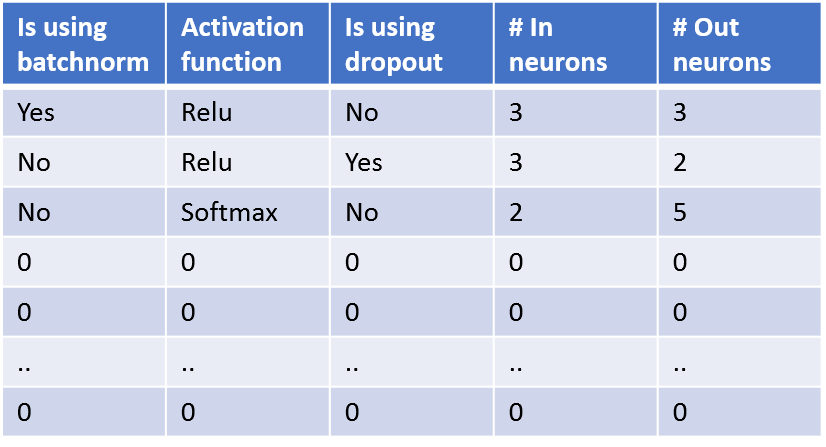 Is using batchnorm Activation function Is using dropout # In neurons # Out neurons
Yes Relu No 3 3
No Relu Yes 3 2
No Softmax No 2 5
0 0 0 0 0
0 0 0 0 0
.. .. .. .. ..
0 0 0 0 0